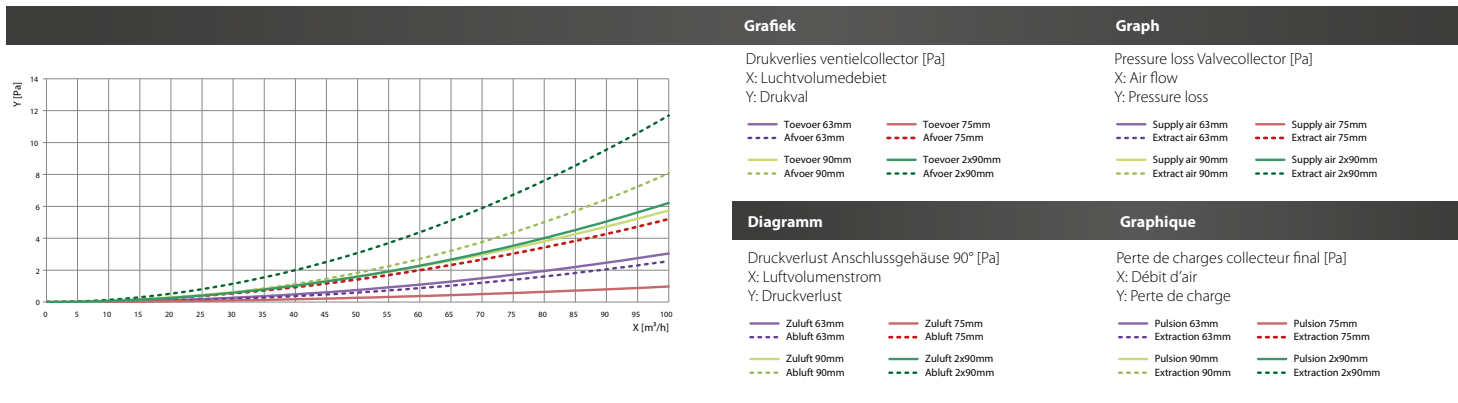 Grafiek
Graph
Drukverlies ventielcollector [Pa]
X: Luchtvolumedebiet
Y: Drukval
Toevoer 63mm
Toevoer 75mm
Afvoer 63mm
Afvoer 75mm
Toevoer 90mm
Toevoer 2x90mm
Afvoer 90mm
Afvoer 2x90mm
Pressure loss Valvecollector [Pa]
X: Air flow
Y: Pressure loss
Supply air 63mm
Supply air 75mm
Extract air 63mm
Extract air 75mm
Supply air 90mm
Supply air 2x90mm
Extract air 90mm
Extract air 2x90mm
Y [Pa]
14
12
10
8
6
4
2
0
0 5 10 15 20 25 30 35 40 45 50 55 60 65 70 75 80 85 90 95 100
X [m³/h]
Diagramm
Graphique
Druckverlust Anschlussgehäuse 90° [Pa]
X: Luftvolumenstrom
Y: Druckverlust
Zuluft 63mm
Zuluft 75mm
Abluft 63mm
Abluft 75mm
Zuluft 90mm
Zuluft 2x90mm
Abluft 90mm
Abluft 2x90mm
Perte de charges collecteur final [Pa]
X: Débit d’air
Y: Perte de charge
Pulsion 63mm
Pulsion 75mm
Extraction 63mm
Extraction 75mm
Pulsion 90mm
Pulsion 2x90mm
Extraction 90mm
Extraction 2x90mm